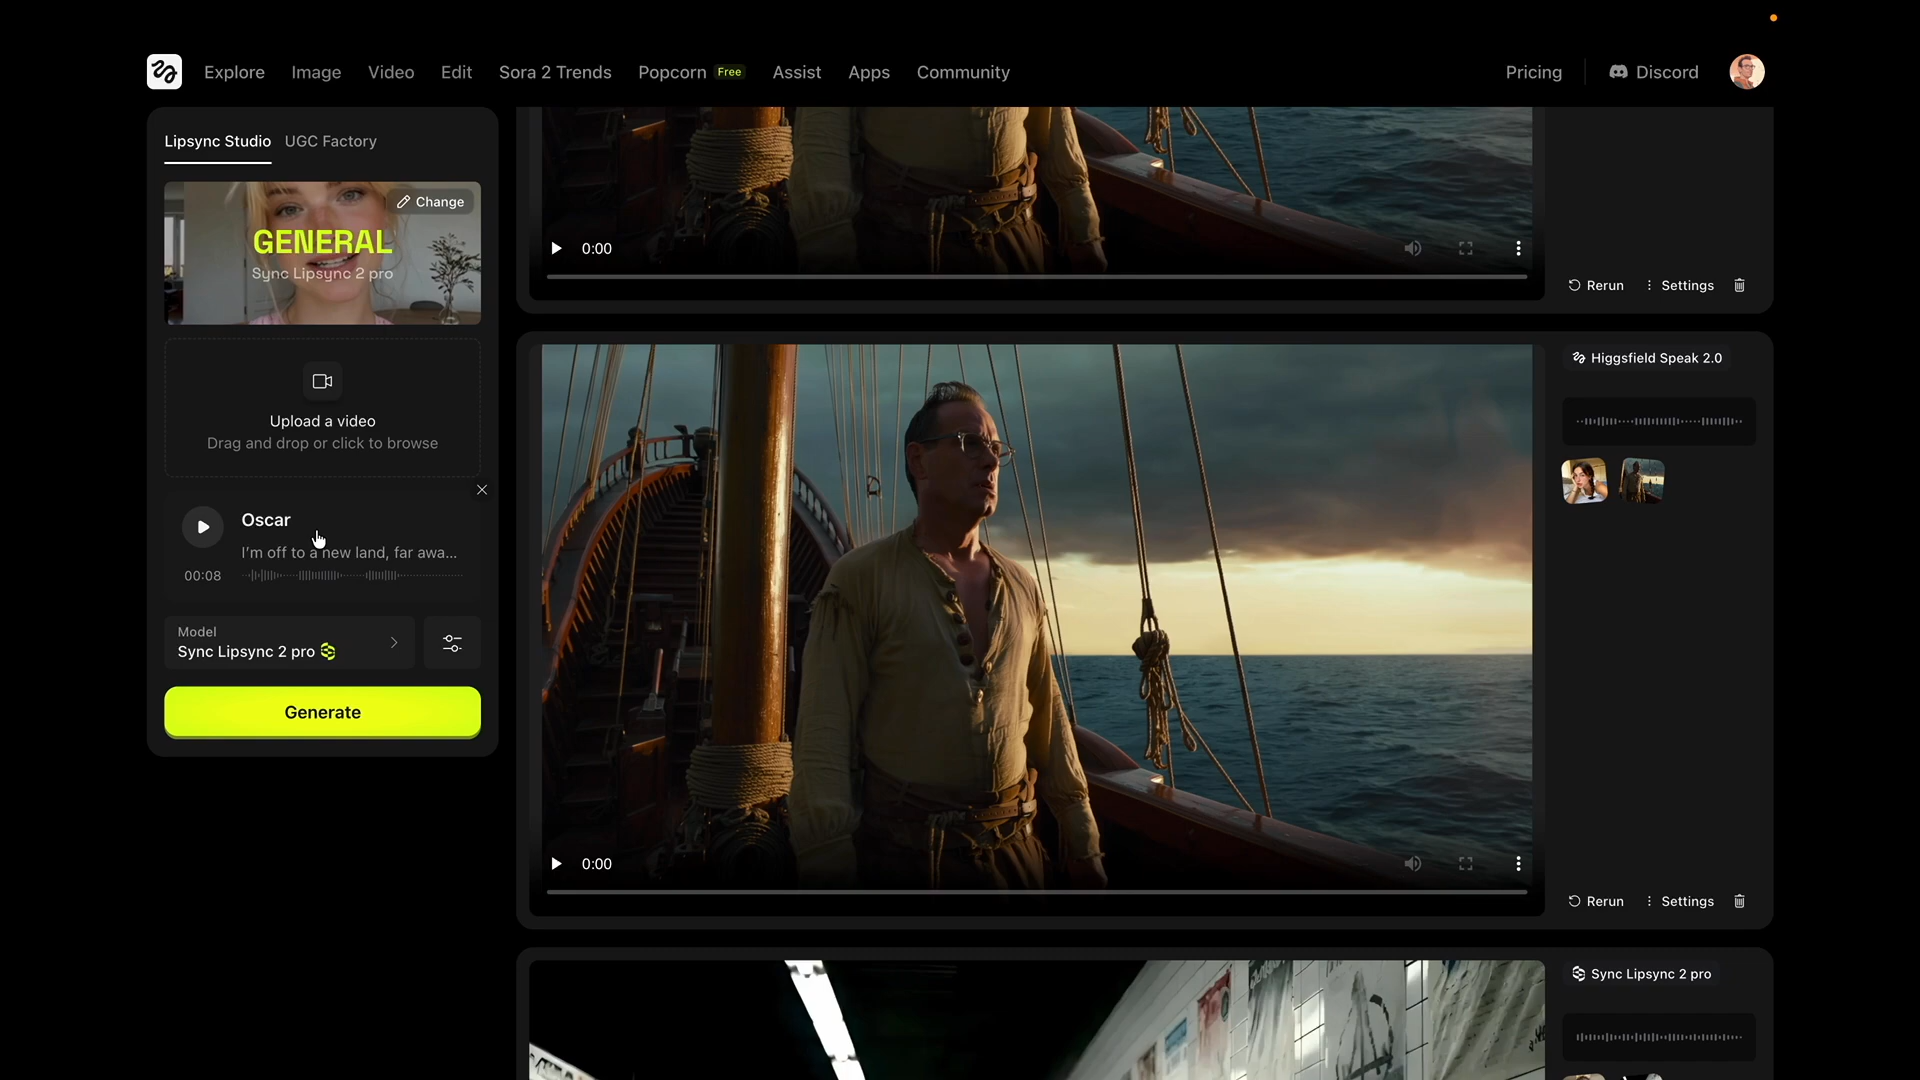 Explore
Image
Video
Edit
Sora 2 Trends
Popcorn Free
Assist
Apps
Community
Pricing
Discord
Lipsync Studio
UGC Factory
Change
GENERAL
Sync Lipsync 2 pro
Upload a video
Drag and drop or click to browse
Oscar
I'm off to a new land, far awa...
00:08
Model
Sync Lipsync 2 pro
Generate
0:00
Rerun
Settings
Higgsfield Speak 2.0
0:00
Rerun
Settings
Sync Lipsync 2 pro